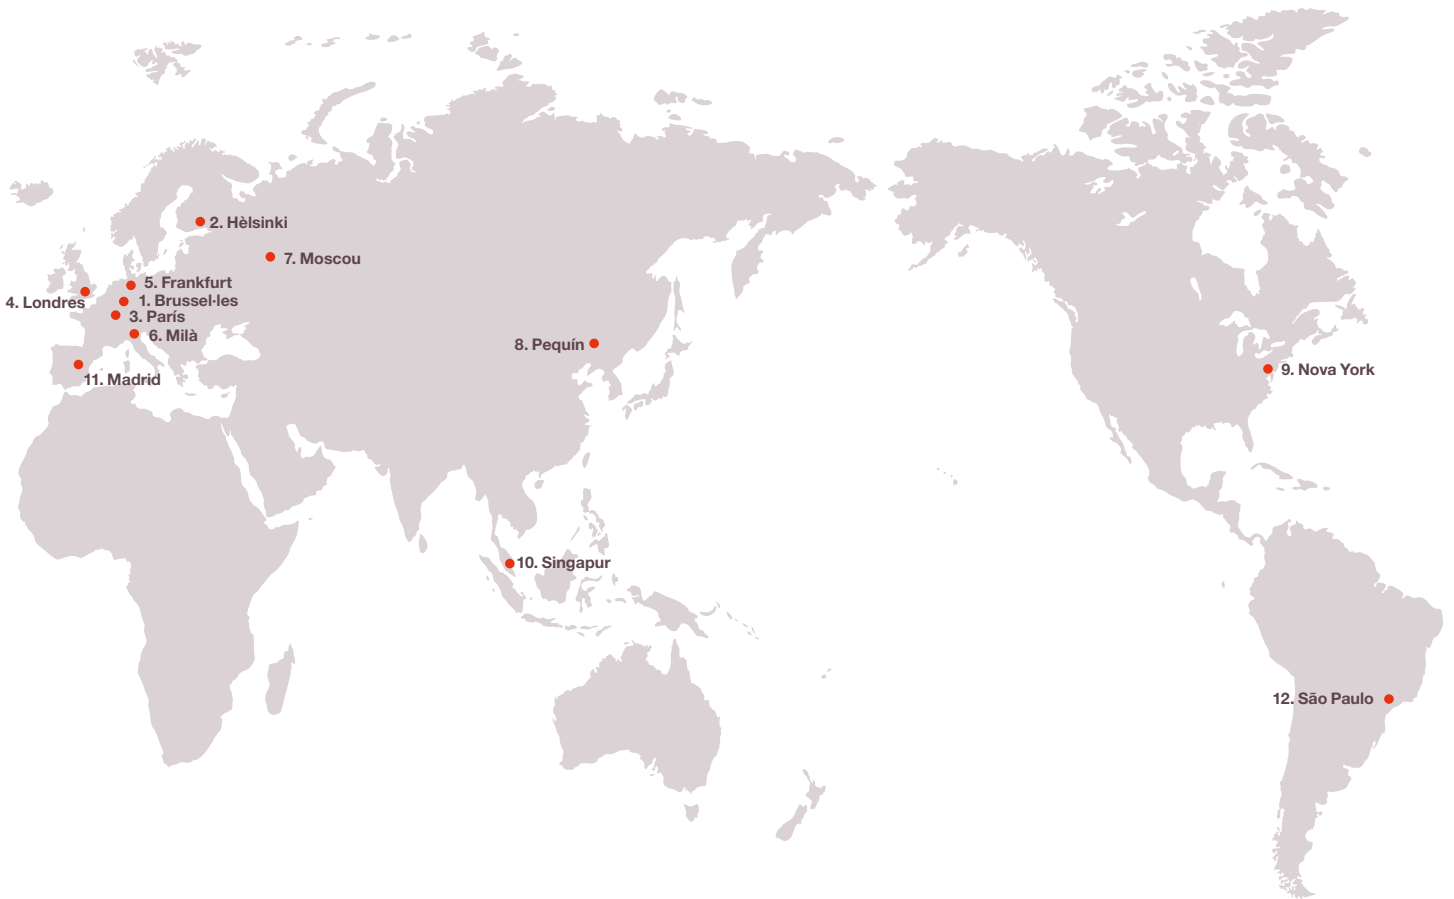 2. Hèlsinki
7. Moscou
5. Frankfurt
4. Londres
1. Brussel·les
3. París
6. Milà
8. Pequín
11. Madrid
9. Nova York
10. Singapur
12. São Paulo